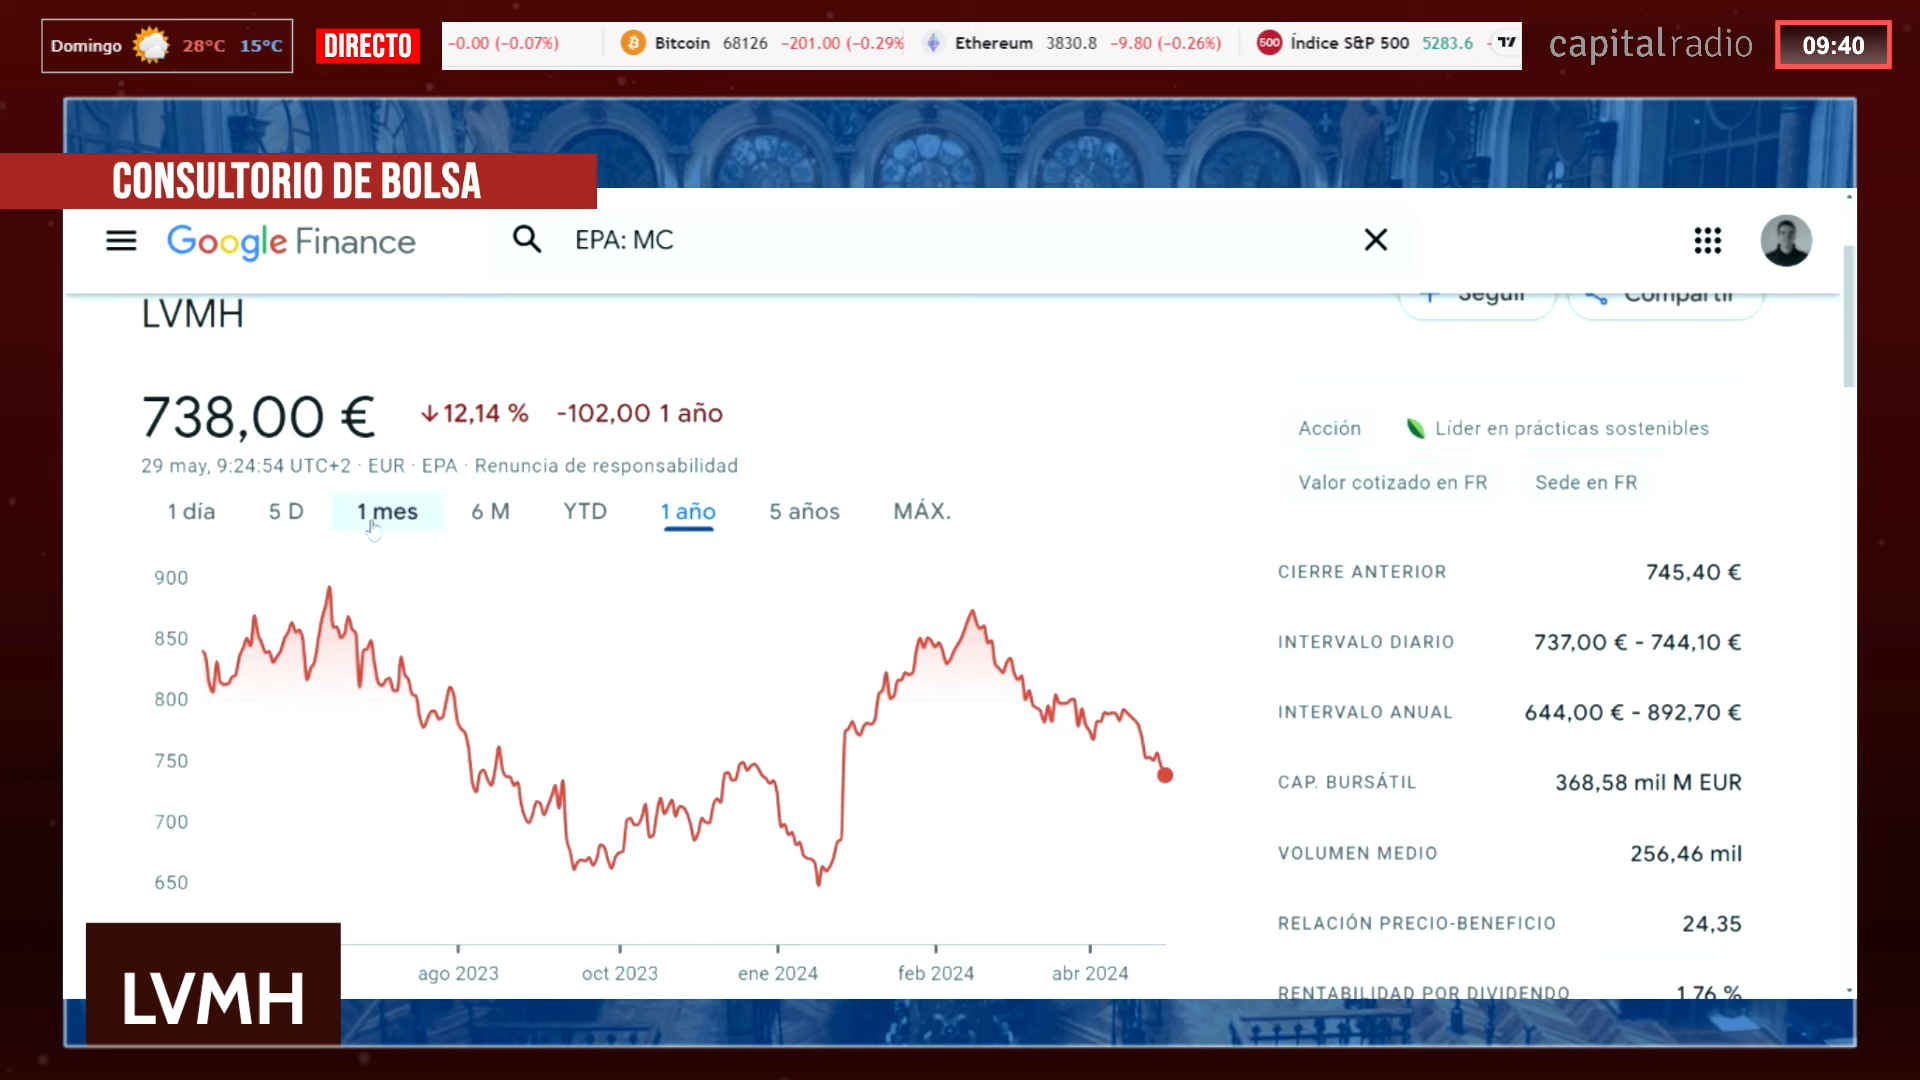 Domingo 28°C 15°C
DIRECTO
-0.00 (-0.07%)
Bitcoin 68126 -201.00 (-0.29%
Ethereum 3830.8 -9.80 (-0.26%)
500 Índice S&P 500 5283.6 -
capitalradio
09:40
CONSULTORIO DE BOLSA
Google Finance
EPA: MC
LVMH
+ Seguir
Compartir
738,00 €
12,14 %
-102,00 1 año
29 may, 9:24:54 UTC+2 · EUR · EPA · Renuncia de responsabilidad
1 día 5 D 1 mes 6 M YTD 1 año 5 años MÁX.
900
850
800
750
700
650
ago 2023 oct 2023 ene 2024 feb 2024 abr 2024
Acción
Líder en prácticas sostenibles
Valor cotizado en FR
Sede en FR
CIERRE ANTERIOR 745,40 €
INTERVALO DIARIO 737,00 € - 744,10 €
INTERVALO ANUAL 644,00 € - 892,70 €
CAP. BURSÁTIL 368,58 mil M EUR
VOLUMEN MEDIO 256,46 mil
RELACIÓN PRECIO-BENEFICIO 24,35
RENTABILIDAD POR DIVIDENDO 1,76 %
LVMH